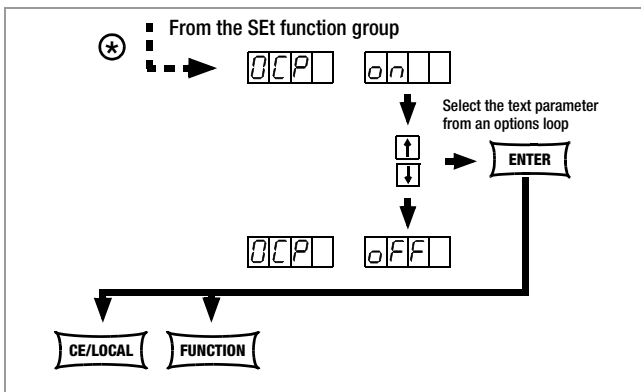 From the SEt function group
OCP on
Select the text parameter
from an options loop
ENTER
OCP oFF
CE/LOCAL FUNCTION